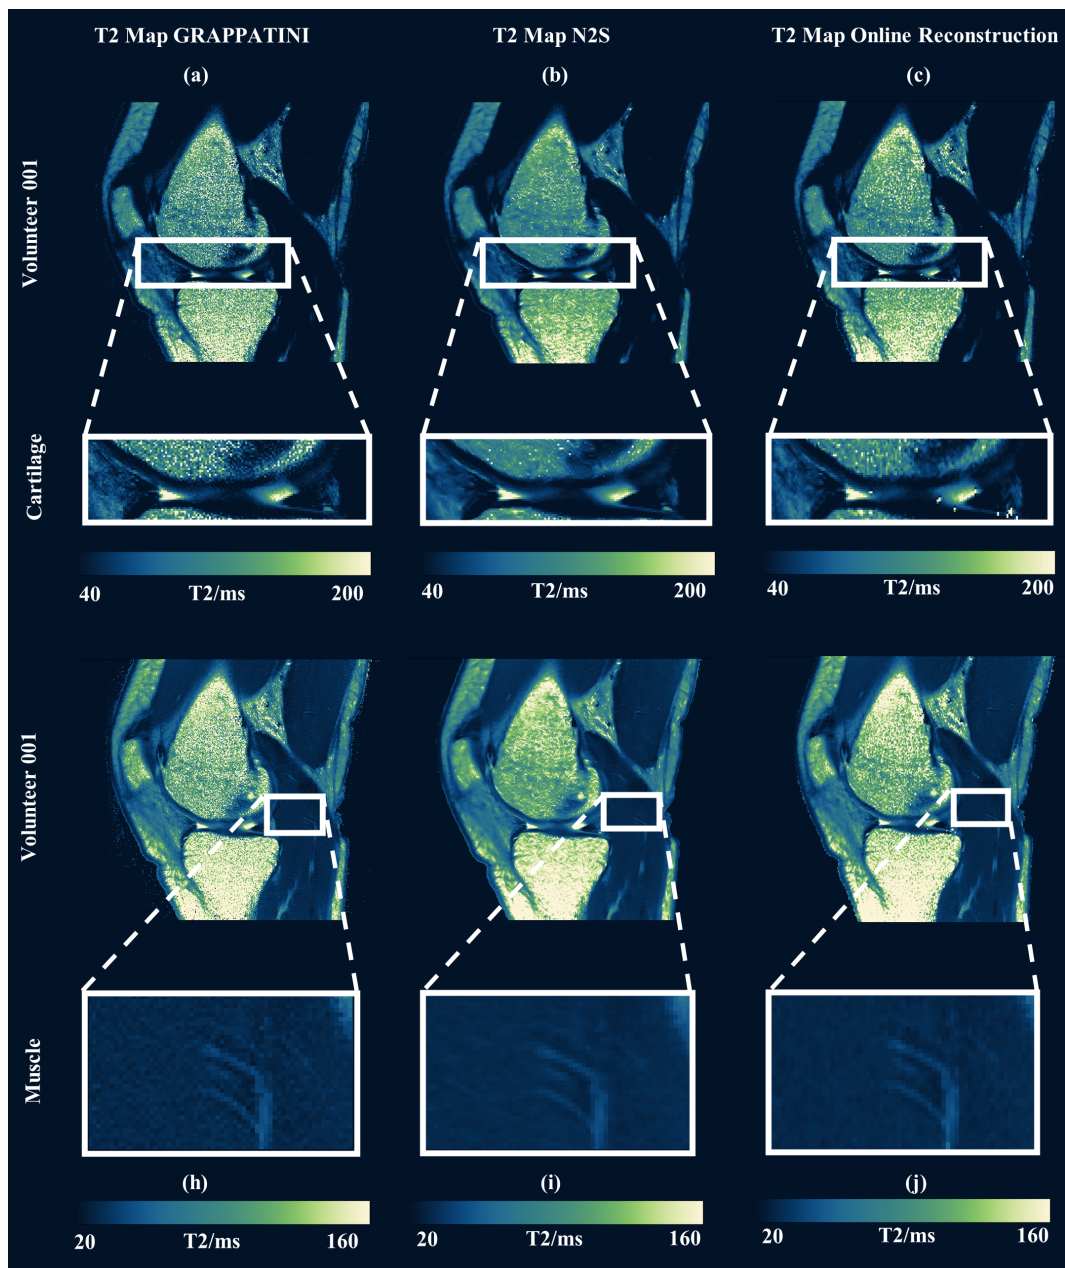 T2 Map GRAPPATINI
T2 Map N2S
T2 Map Online Reconstruction
(a)
(b)
(c)
Volunteer 001
Cartilage
40 T2/ms 200
40 T2/ms 200
40 T2/ms 200
Volunteer 001
Muscle
(h)
(i)
(j)
20 T2/ms 160
20 T2/ms 160
20 T2/ms 160